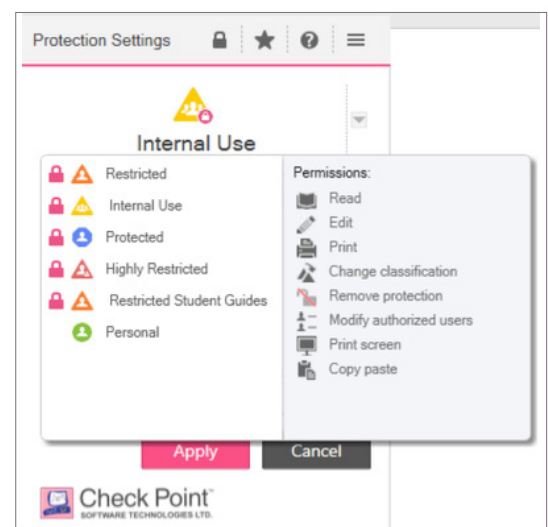 Protection Settings
Internal Use
Restricted
Internal Use
Protected
Highly Restricted
Restricted Student Guides
Personal
Permissions:
Read
Edit
Print
Change classification
Remove protection
Modify authorized users
Print screen
Copy paste
Apply
Cancel
Check Point™
SOFTWARE TECHNOLOGIES LTD.